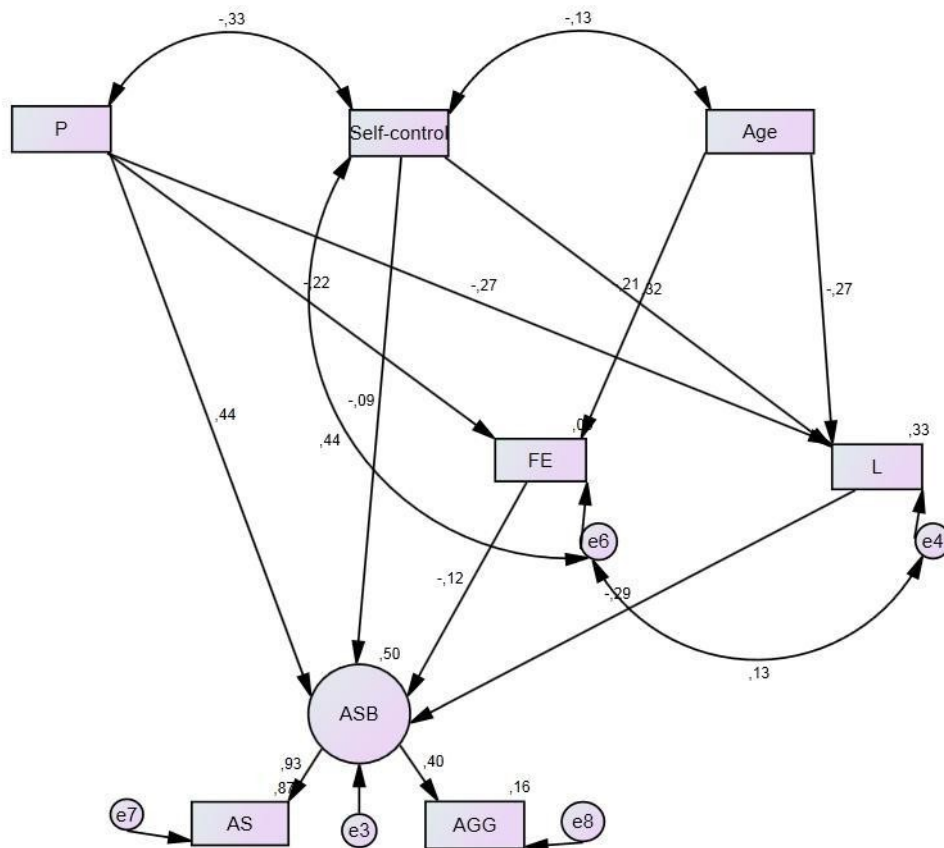 -,33
-,13
P
Self-control
Age
-,22
-,27
,21
,32
-,27
-,09
,44
,44
,33
FE
L
e6
e4
-,12
-,29
,50
,13
ASB
,93
,40
,87
,16
e7
AS
e3
AGG
e8